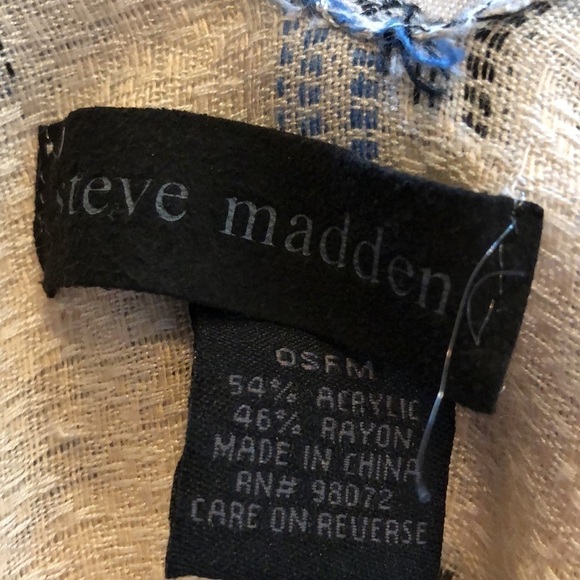 steve madden
OSFM
54% ACRYLIC
46% RAYON
MADE IN CHINA
RN# 98072
CARE ON REVERSE